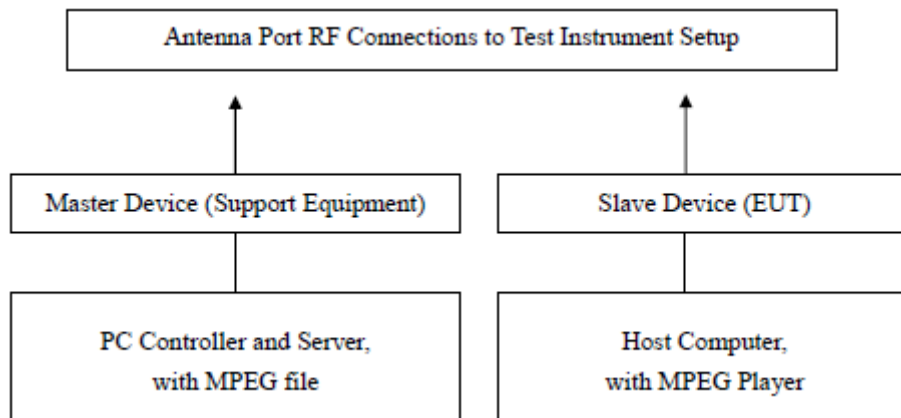 Antenna Port RF Connections to Test Instrument Setup
Master Device (Support Equipment)
Slave Device (EUT)
PC Controller and Server,
with MPEG file
Host Computer,
with MPEG Player